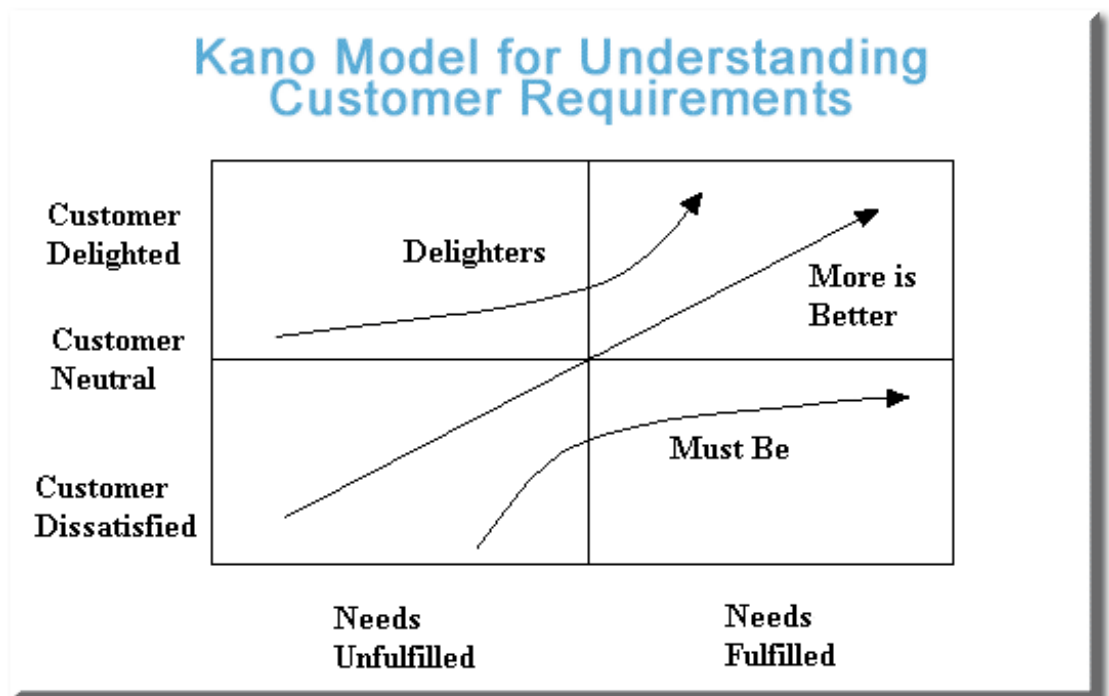 Kano Model for Understanding
Customer Requirements
Customer
Delighted
Delighters
More is
Better
Customer
Neutral
Must Be
Customer
Dissatisfied
Needs
Unfulfilled
Needs
Fulfilled